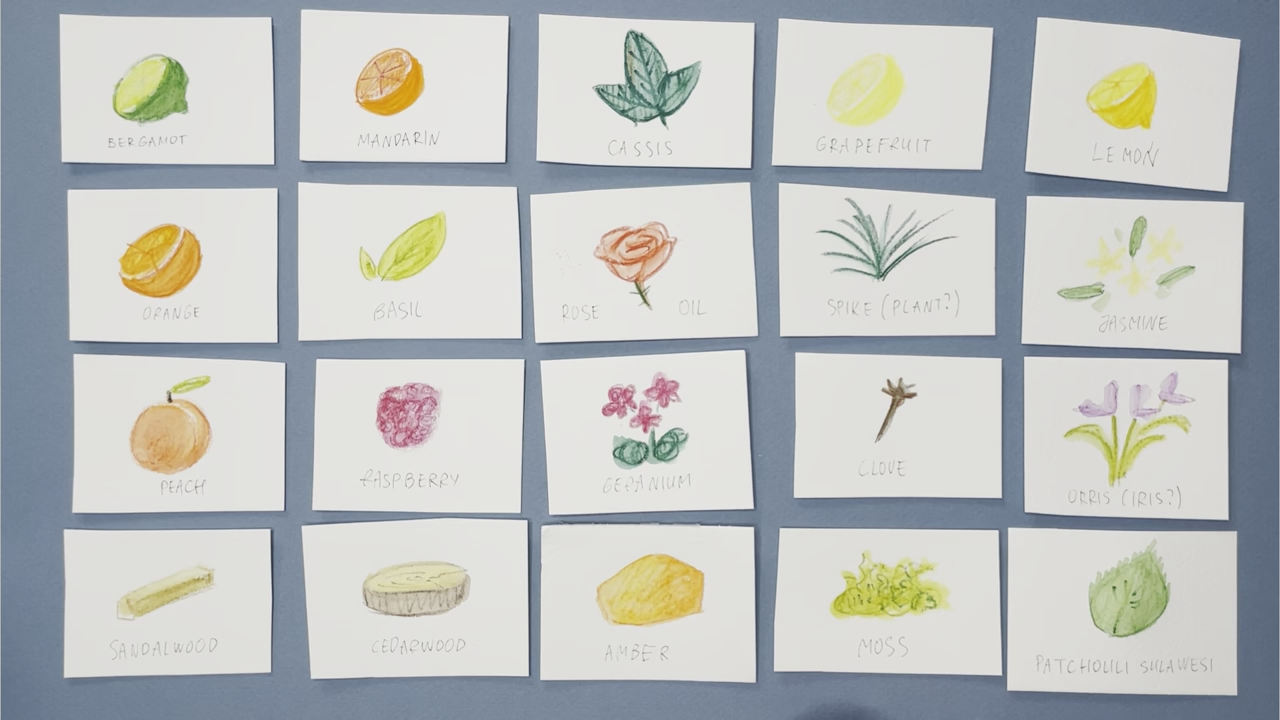 BERGAMOT
MANDARIN
CASSIS
GRAPEFRUIT
LEMON
ORANGE
BASIL
ROSE OIL
SPIKE (PLANT?)
JASMINE
PEACH
RASPBERRY
GERANIUM
CLOVE
ORRIS (IRIS?)
SANDALWOOD
CEDARWOOD
AMBER
MOSS
PATCHOULI SULAWESI